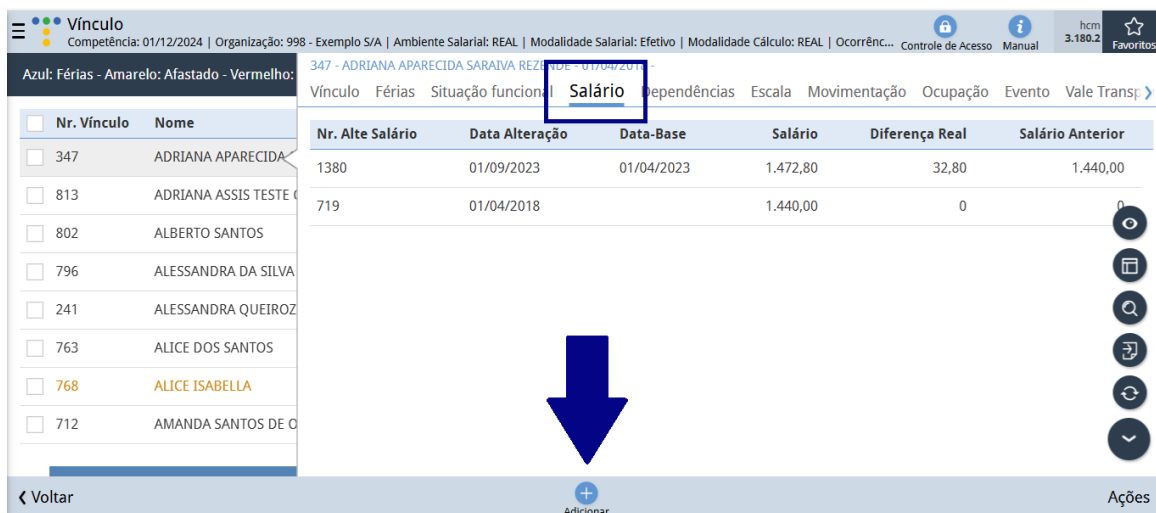 Vínculo
Competência: 01/12/2024 | Organização: 998 - Exemplo S/A | Ambiente Salarial: REAL | Modalidade Salarial: Efetivo | Modalidade Cálculo: REAL | Ocorrênc...
Controle de Acesso
Manual
hcm
3.180.2
Favoritos
Azul: Férias - Amarelo: Afastado - Vermelho:
347 - ADRIANA APARECIDA SARAIVA REZENDE - 01/04/2018 -
Vínculo Férias Situação funcional Salário Dependências Escala Movimentação Ocupação Evento Vale Transp
Nr. Vínculo Nome
347 ADRIANA APARECIDA
813 ADRIANA ASSIS TESTE
802 ALBERTO SANTOS
796 ALESSANDRA DA SILVA
241 ALESSANDRA QUEIROZ
763 ALICE DOS SANTOS
768 ALICE ISABELLA
712 AMANDA SANTOS DE O
Nr. Alte Salário Data Alteração Data-Base Salário Diferença Real Salário Anterior
1380 01/09/2023 01/04/2023 1.472,80 32,80 1.440,00
719 01/04/2018 1.440,00 0 0
Voltar
Adicionar
Ações